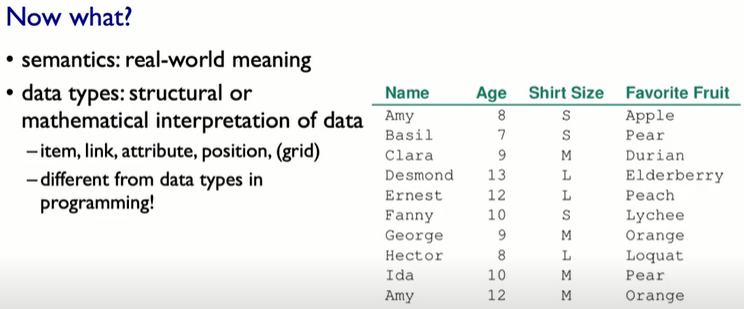 Now what?
• semantics: real-world meaning
• data types: structural or
mathematical interpretation of data
–item, link, attribute, position, (grid)
–different from data types in
programming!
Name Age Shirt Size Favorite Fruit
Amy 8 S Apple
Basil 7 S Pear
Clara 9 M Durian
Desmond 13 L Elderberry
Ernest 12 L Peach
Fanny 10 S Lychee
George 9 M Orange
Hector 8 L Loquat
Ida 10 M Pear
Amy 12 M Orange